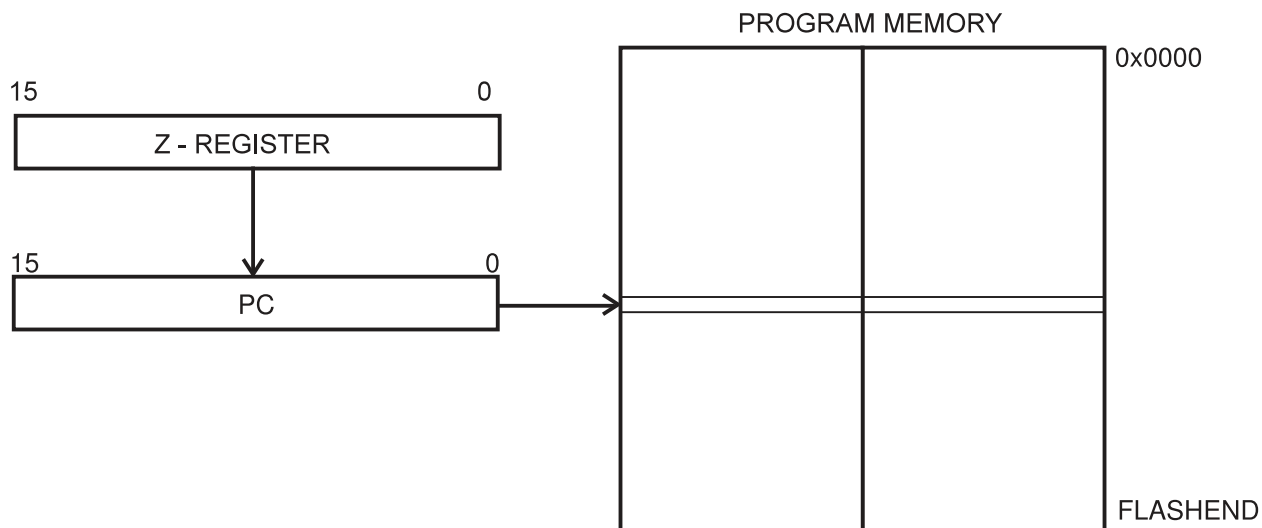 PROGRAM MEMORY
0x0000
15 0
Z - REGISTER
15 0
PC
FLASHEND